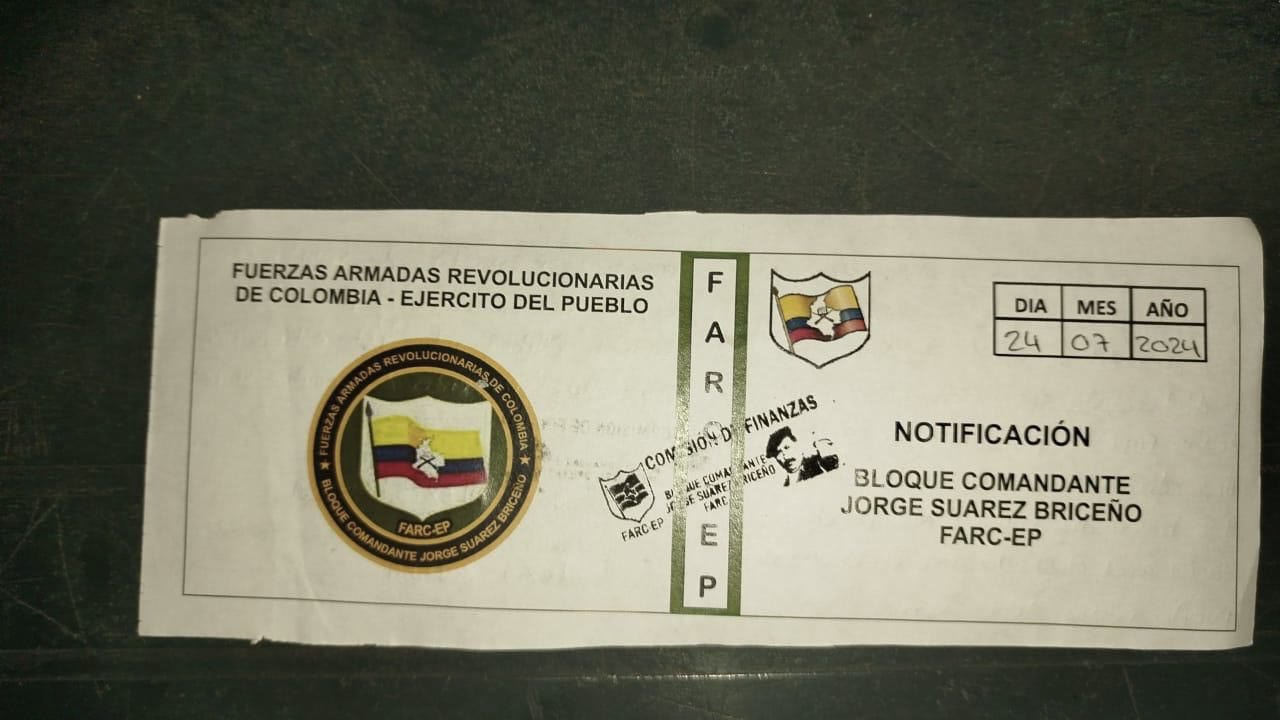 FUERZAS ARMADAS REVOLUCIONARIAS
DE COLOMBIA - EJERCITO DEL PUEBLO
★ FUERZAS ARMADAS REVOLUCIONARIAS DE COLOMBIA ★
FARC-EP
BLOQUE COMANDANTE JORGE SUAREZ BRICEÑO
F
A
R
C
E
P
COMISIÓN DE FINANZAS
BLOQUE COMANDANTE
JORGE SUAREZ BRICEÑO
FARC
FARC-EP
DIA MES AÑO
24 07 2024
NOTIFICACIÓN
BLOQUE COMANDANTE
JORGE SUAREZ BRICEÑO
FARC-EP